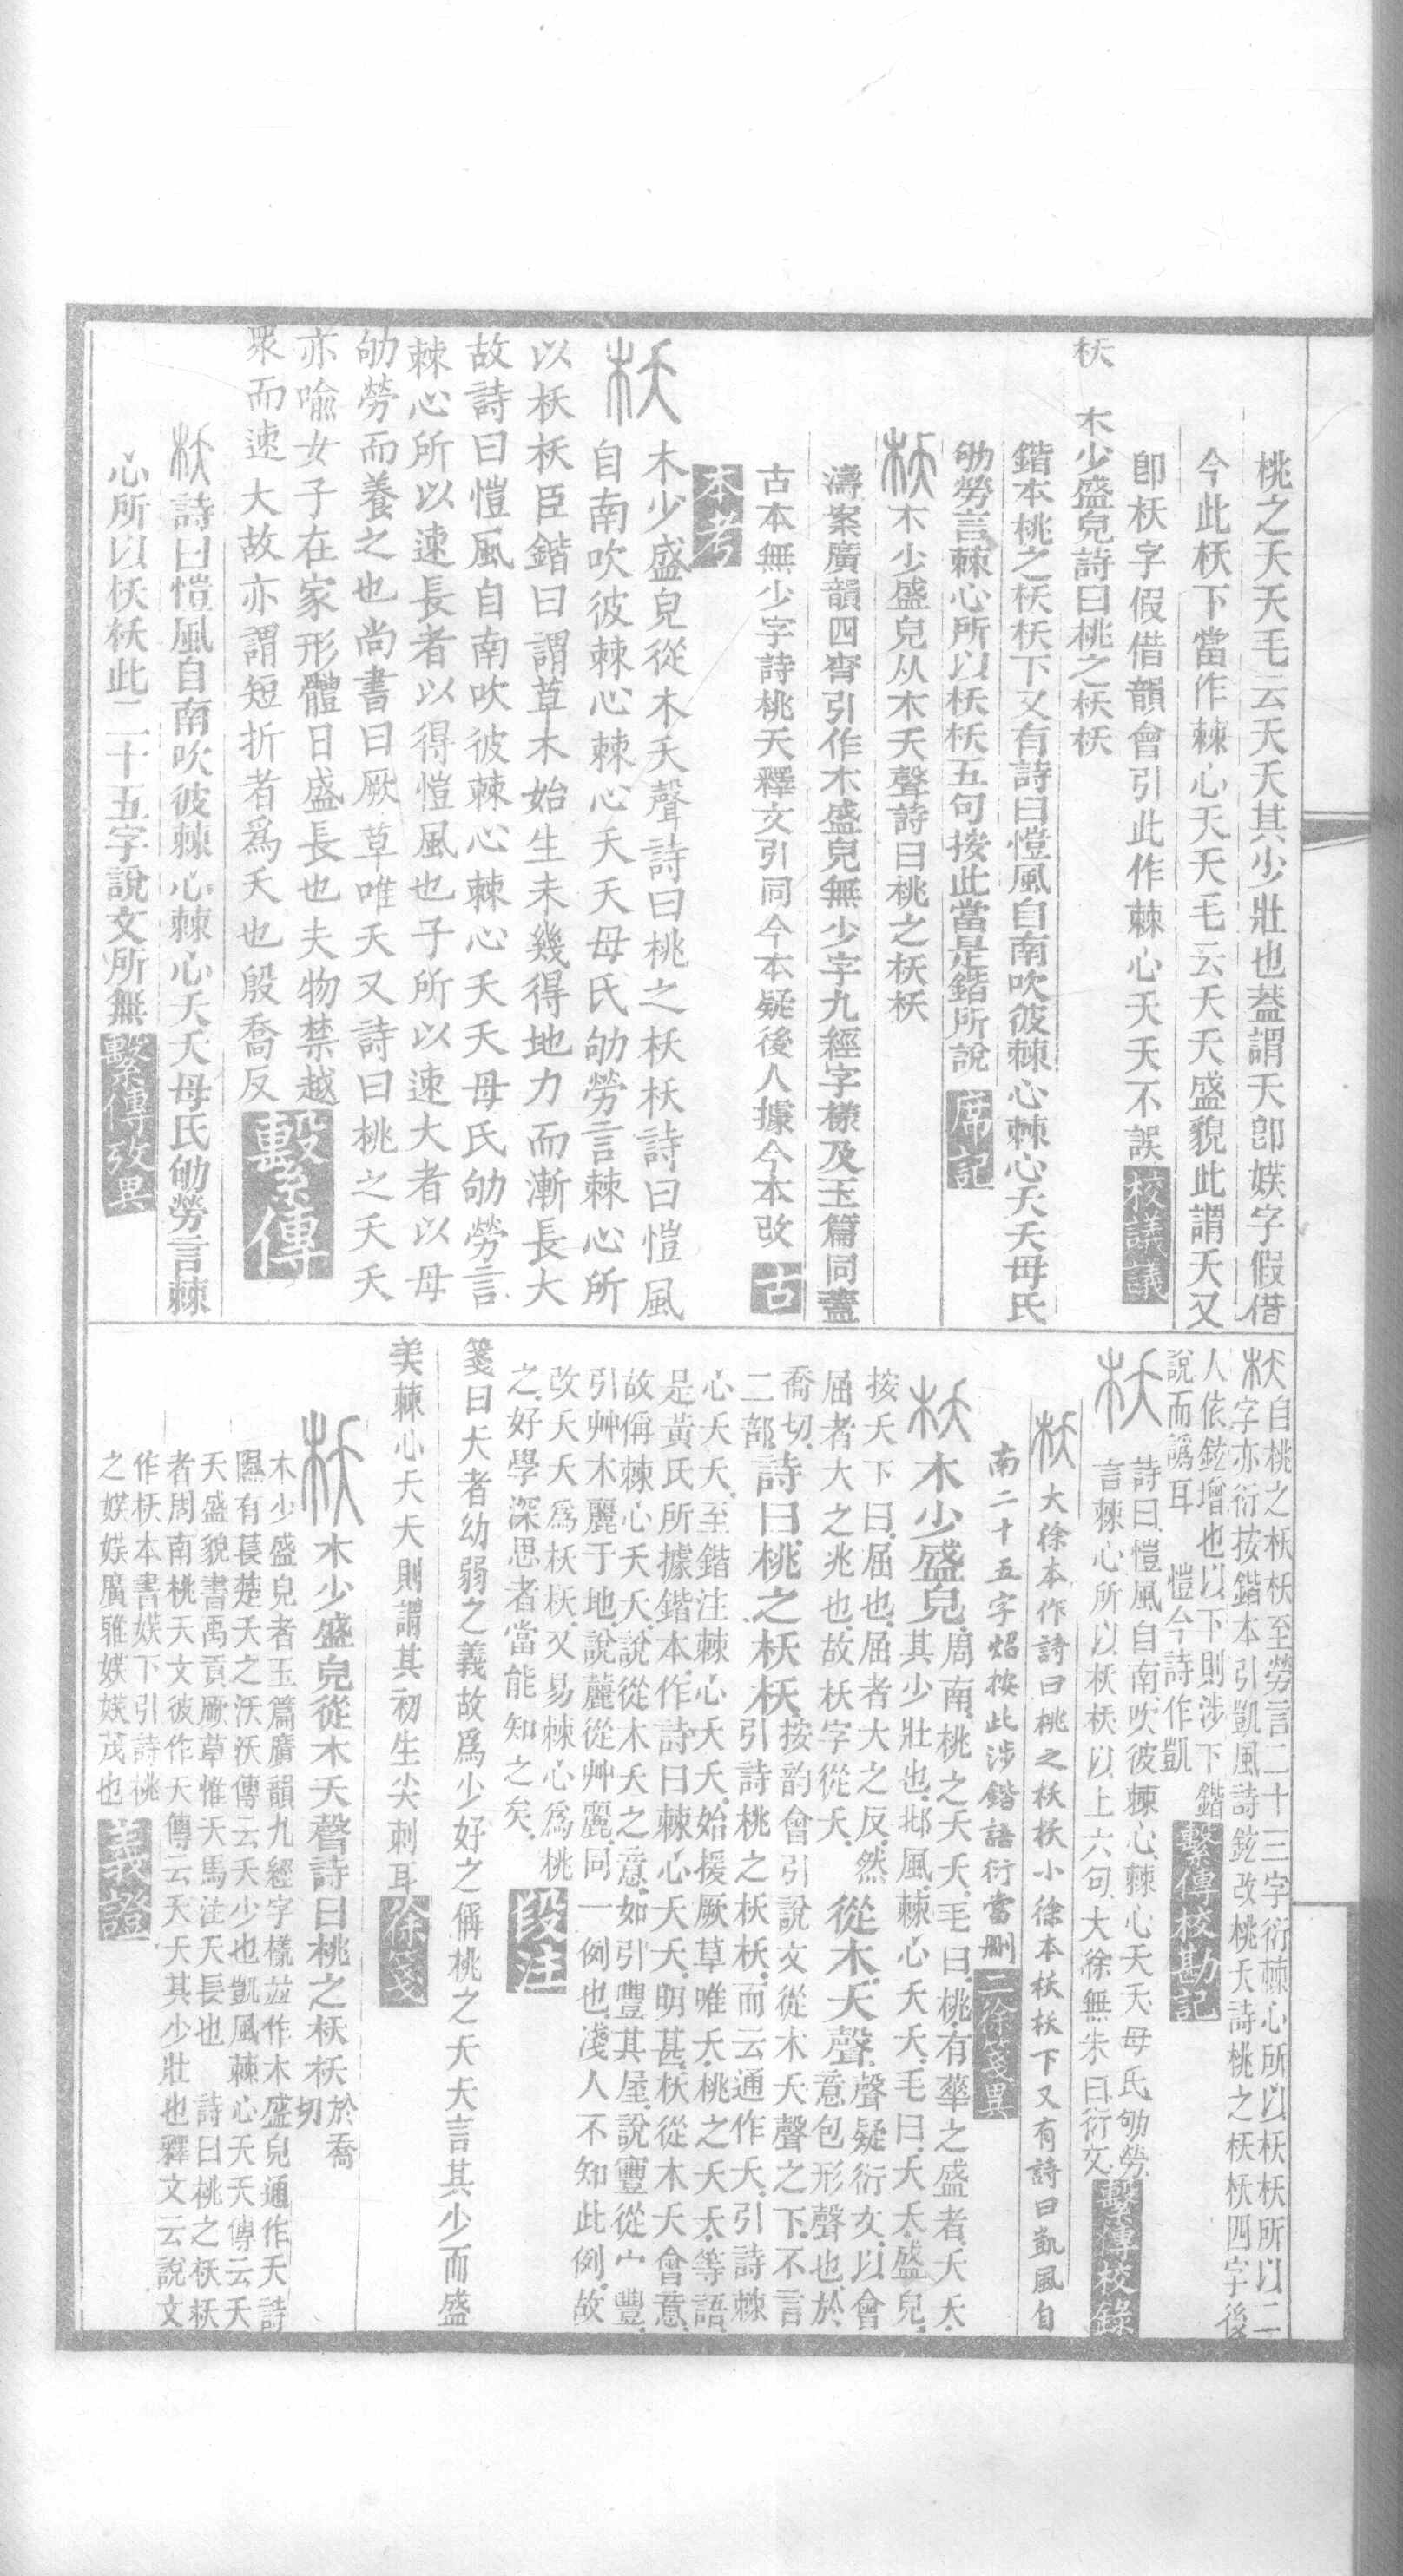 桃之夭夭毛云夭夭其少壯也蓋謂夭卽媄字假借
今此枖下當作棘心夭夭毛云夭夭盛貌此謂夭又
卽枖字假借韻會引此作棘心夭夭不誤校議議
枖　木少盛皃詩曰桃之枖枖
鍇本桃之枖枖下又有詩曰愷風自南吹彼棘心棘心夭夭母氏
劬勞言棘心所以枖枖五句按此當是鍇所說　席記
枖木少盛皃从木夭聲詩曰桃之枖枖
濤案廣韻四宵引作木盛皃無少字九經字樣及玉篇同蓋
古本無少字詩桃夭釋文引同今本疑後人據今本改　古
本考
枖　木少盛皃從木夭聲詩曰桃之枖枖詩曰愷風
自南吹彼棘心棘心夭夭母氏劬勞言棘心所
以枖枖臣鍇曰謂草木始生未幾得地力而漸長大
故詩曰愷風自南吹彼棘心棘心夭夭母氏劬勞言
棘心所以速長者以得愷風也子所以速大者以母
劬勞而養之也尚書曰厥草唯夭又詩曰桃之夭夭
亦喩女子在家形體日盛長也夫物禁越
眾而速大故亦謂短折者爲夭也殷喬反　繫傳
枖詩曰愷風自南吹彼棘心棘心夭夭母氏劬勞言棘
心所以枖枖此二十五字說文所無繫傳攷異
枖自桃之枖枖至勞言二十三字衍棘心所以枖枖所以二
字亦衍按鍇本引凱風詩鉉改桃夭詩桃之枖枖四字後
人依鉉增也以下則涉下鍇
說而譌耳　愷今詩作凱　繫傳校勘記
枖　詩曰愷風自南吹彼棘心棘心夭夭母氏劬勞
言棘心所以枖枖以上六句大徐無朱曰衍文繫傳校錄
枖大徐本作詩曰桃之枖枖小徐本枖枖下又有詩曰凱風自
南二十五字炤按此涉鍇語衍當刪二徐箋異
枖木少盛皃周南桃之夭夭毛曰桃有華之盛者夭夭
其少壯也邶風棘心夭夭毛曰夭夭盛皃
按夭下曰屈也屈者大之反然
屈者大之兆也故枖字從夭　從木夭聲聲疑衍文以會
意包形聲也於
喬切
二部　詩曰桃之枖枖按韵會引說文從木夭聲之下不言
引詩桃之枖枖而云通作夭引詩棘
心夭夭至鍇注棘心夭夭始援厥草唯夭桃之夭夭等語
是黃氏所據鍇本作詩曰棘心夭夭明甚枖從木夭會意
故偁棘心夭夭說從木夭之意如引豐其屋說寷從宀豐
引艸木麗于地說麓從艸麗同一例也淺人不知此例故
改夭夭爲枖枖又易棘心爲桃
之好學深思者當能知之矣　段注
箋曰夭者幼弱之義故爲少好之偁桃之夭夭言其少而盛
美棘心夭夭則謂其初生尖刺耳徐箋
枖木少盛皃從木夭聲詩曰桃之枖枖於喬
切
木少盛皃者玉篇廣韻九經字樣竝作木盛皃通作夭詩
隰有萇楚夭之沃沃傳云夭少也凱風棘心夭夭傳云夭
夭盛貌書禹貢厥草惟夭馬注夭長也　詩曰桃之枖枖
者周南桃夭文彼作夭傳云夭夭其少壯也釋文云說文
作枖本書媄下引詩桃
之媄媄廣雅媄媄茂也　義證